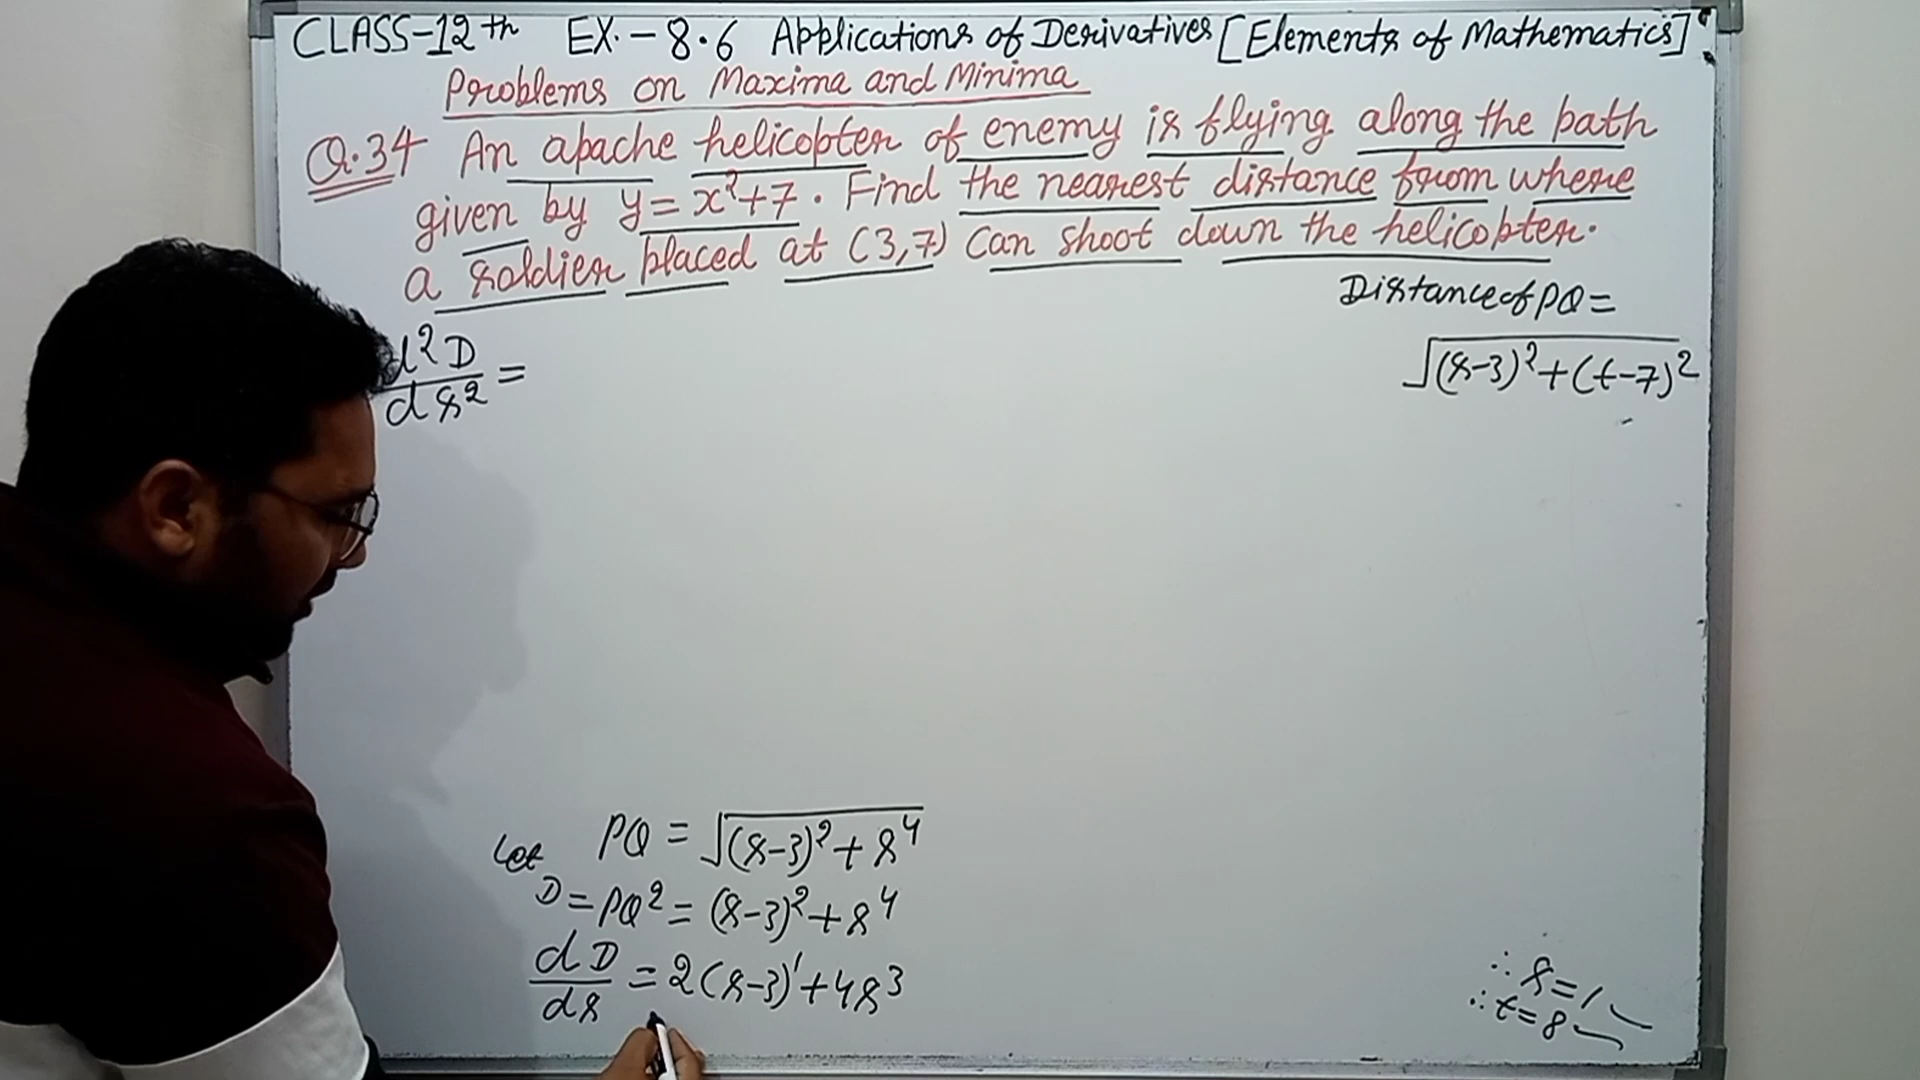 CLASS-12th EX.-8.6 Applications of Derivatives [Elements of Mathematics]
Problems on Maxima and Minima
Q.34 An apache helicopter of enemy is flying along the path
given by y = x²+7. Find the nearest distance from where
a soldier placed at (3,7) can shoot down the helicopter.
Distance of PQ =
√(s-3)²+(t-7)²
d²D/ds² =
PQ = √(s-3)²+s⁴
Let D = PQ² = (s-3)²+s⁴
dD/ds = 2(s-3)¹+4s³
∴ s=1
∴ t=8